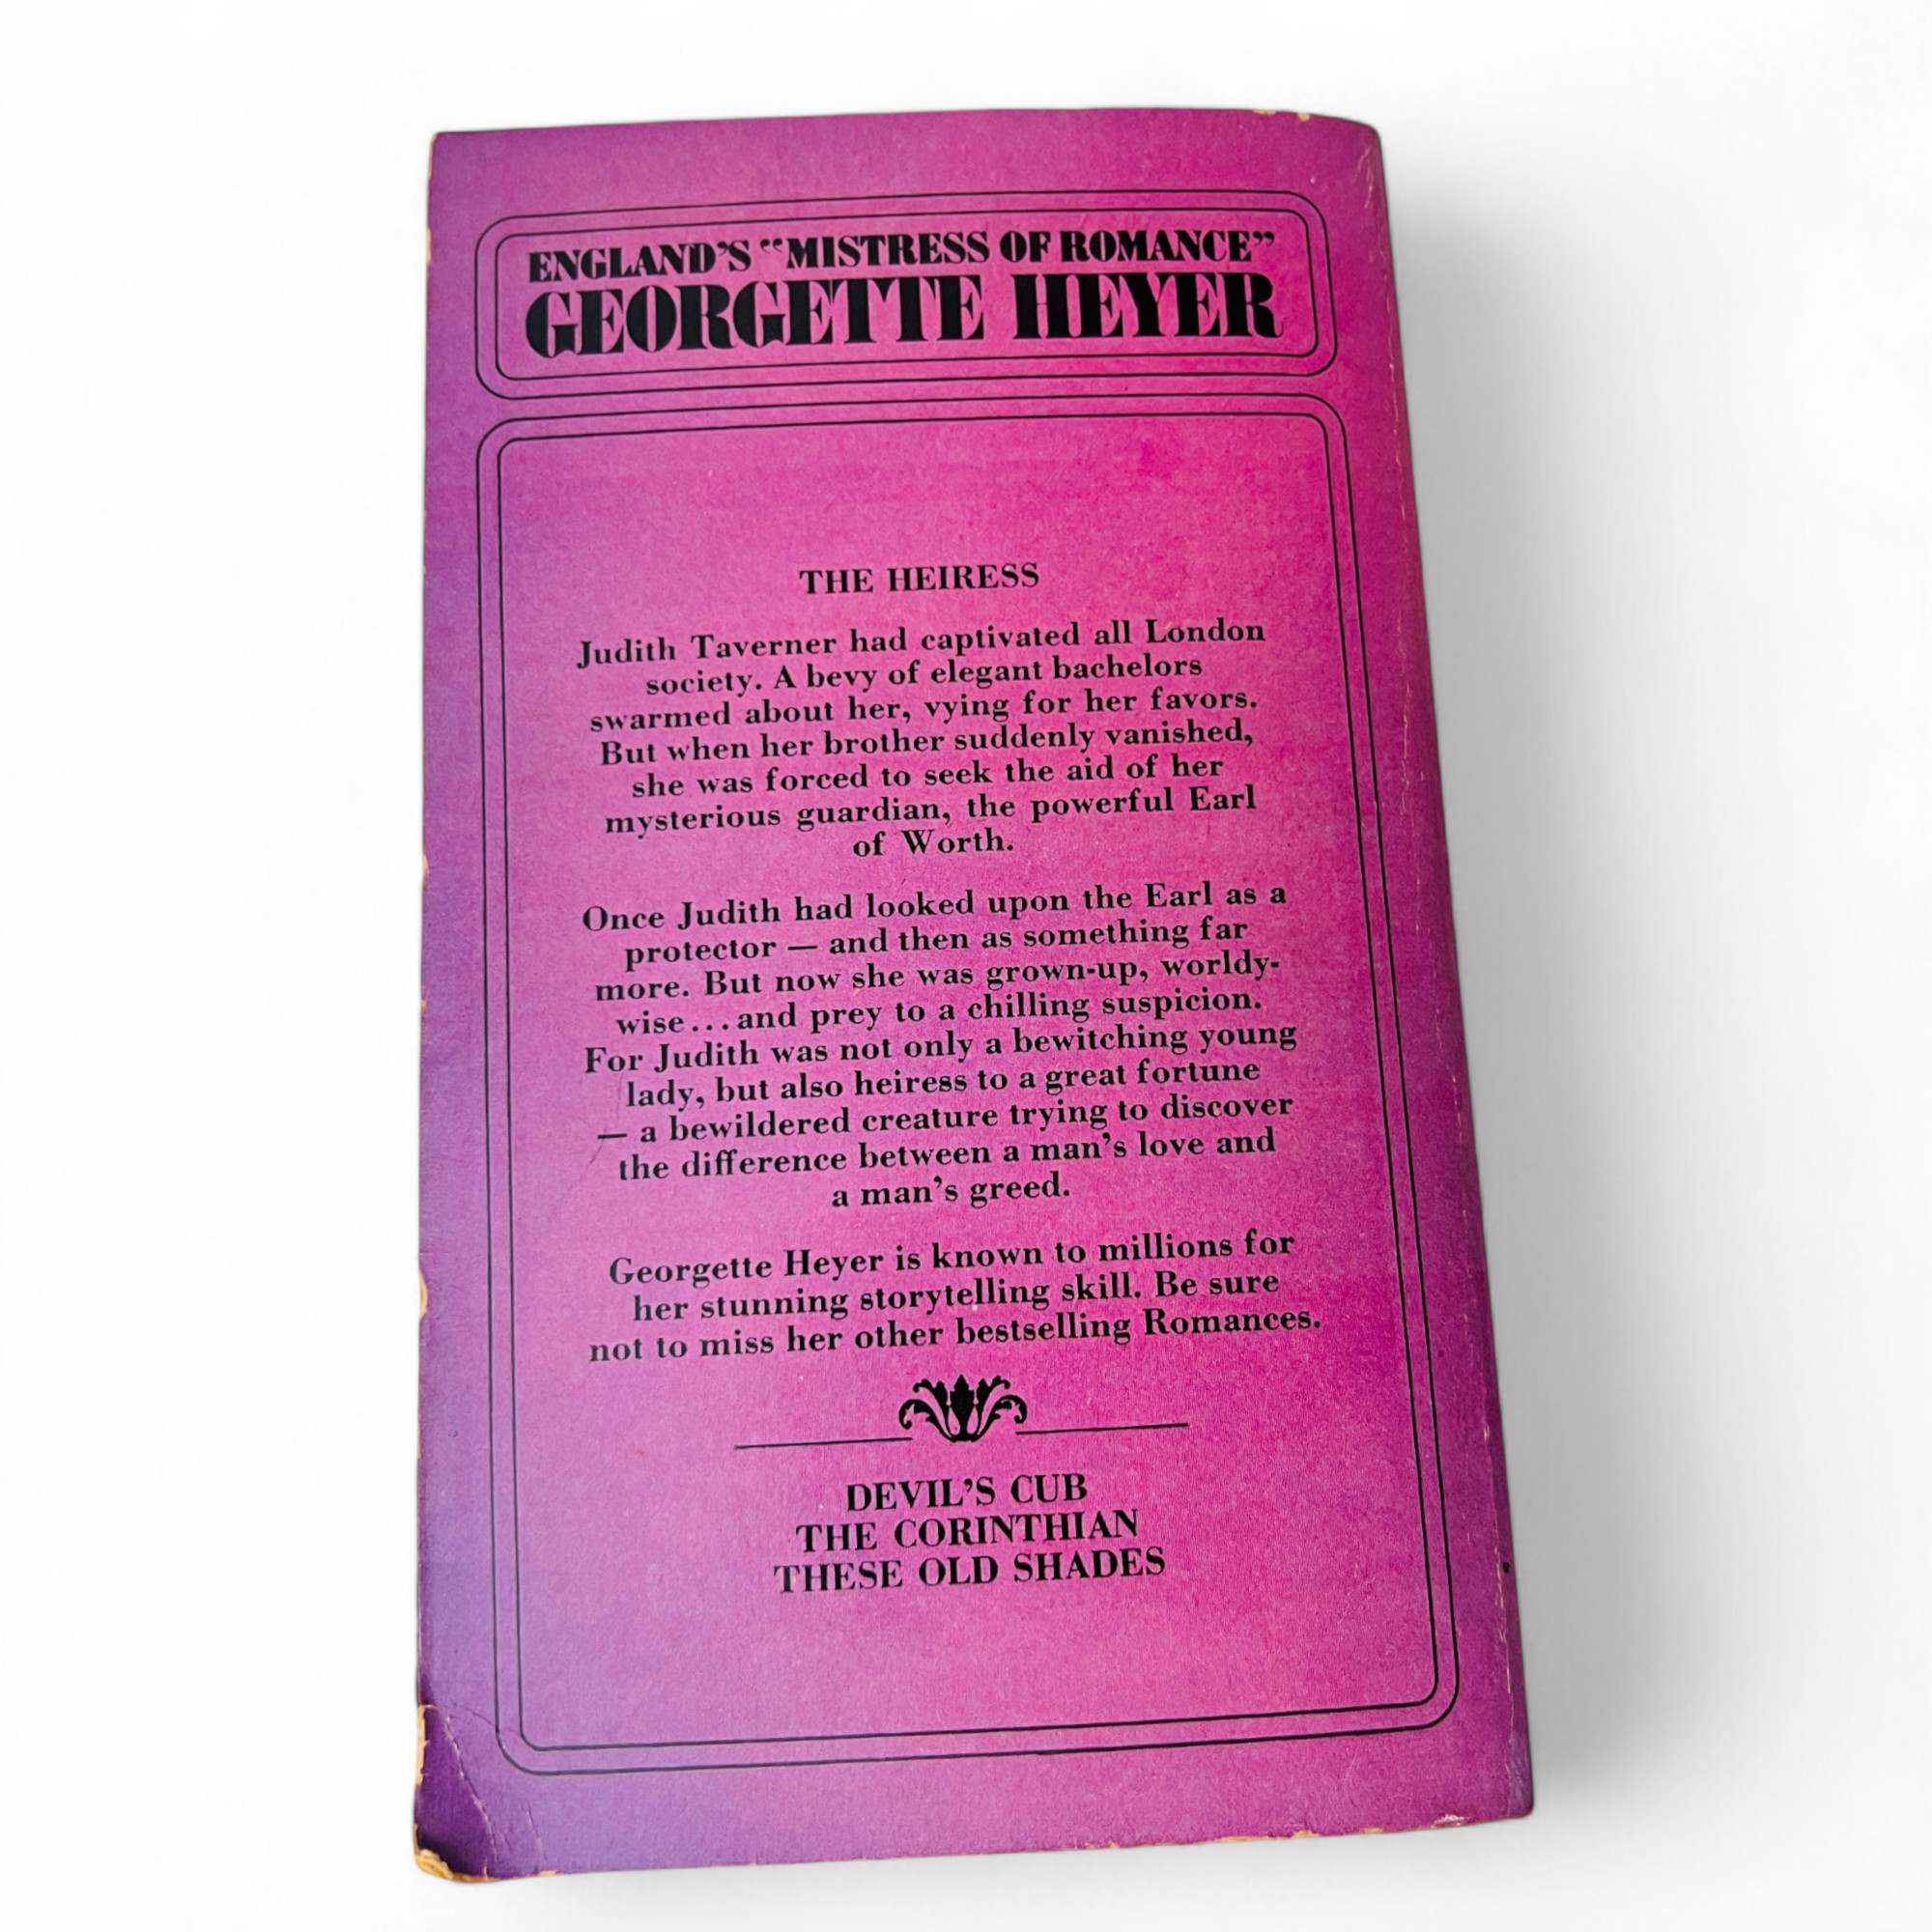 ENGLAND'S "MISTRESS OF ROMANCE"
GEORGETTE HEYER
THE HEIRESS
Judith Taverner had captivated all London
society. A bevy of elegant bachelors
swarmed about her, vying for her favors.
But when her brother suddenly vanished,
she was forced to seek the aid of her
mysterious guardian, the powerful Earl
of Worth.
Once Judith had looked upon the Earl as a
protector — and then as something far
more. But now she was grown-up, worldy-
wise...and prey to a chilling suspicion.
For Judith was not only a bewitching young
lady, but also heiress to a great fortune
— a bewildered creature trying to discover
the difference between a man's love and
a man's greed.
Georgette Heyer is known to millions for
her stunning storytelling skill. Be sure
not to miss her other bestselling Romances.
DEVIL'S CUB
THE CORINTHIAN
THESE OLD SHADES